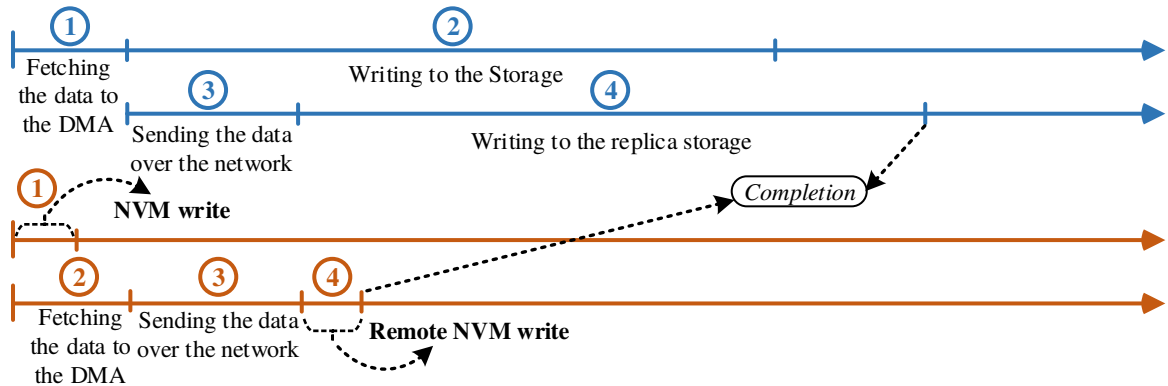 1
2
Fetching
the data to
the DMA
Writing to the Storage
3
4
Sending the data
over the network
Writing to the replica storage
1
NVM write
Completion
2
3
4
Fetching
the data to
the DMA
Sending the data
over the network
Remote NVM write